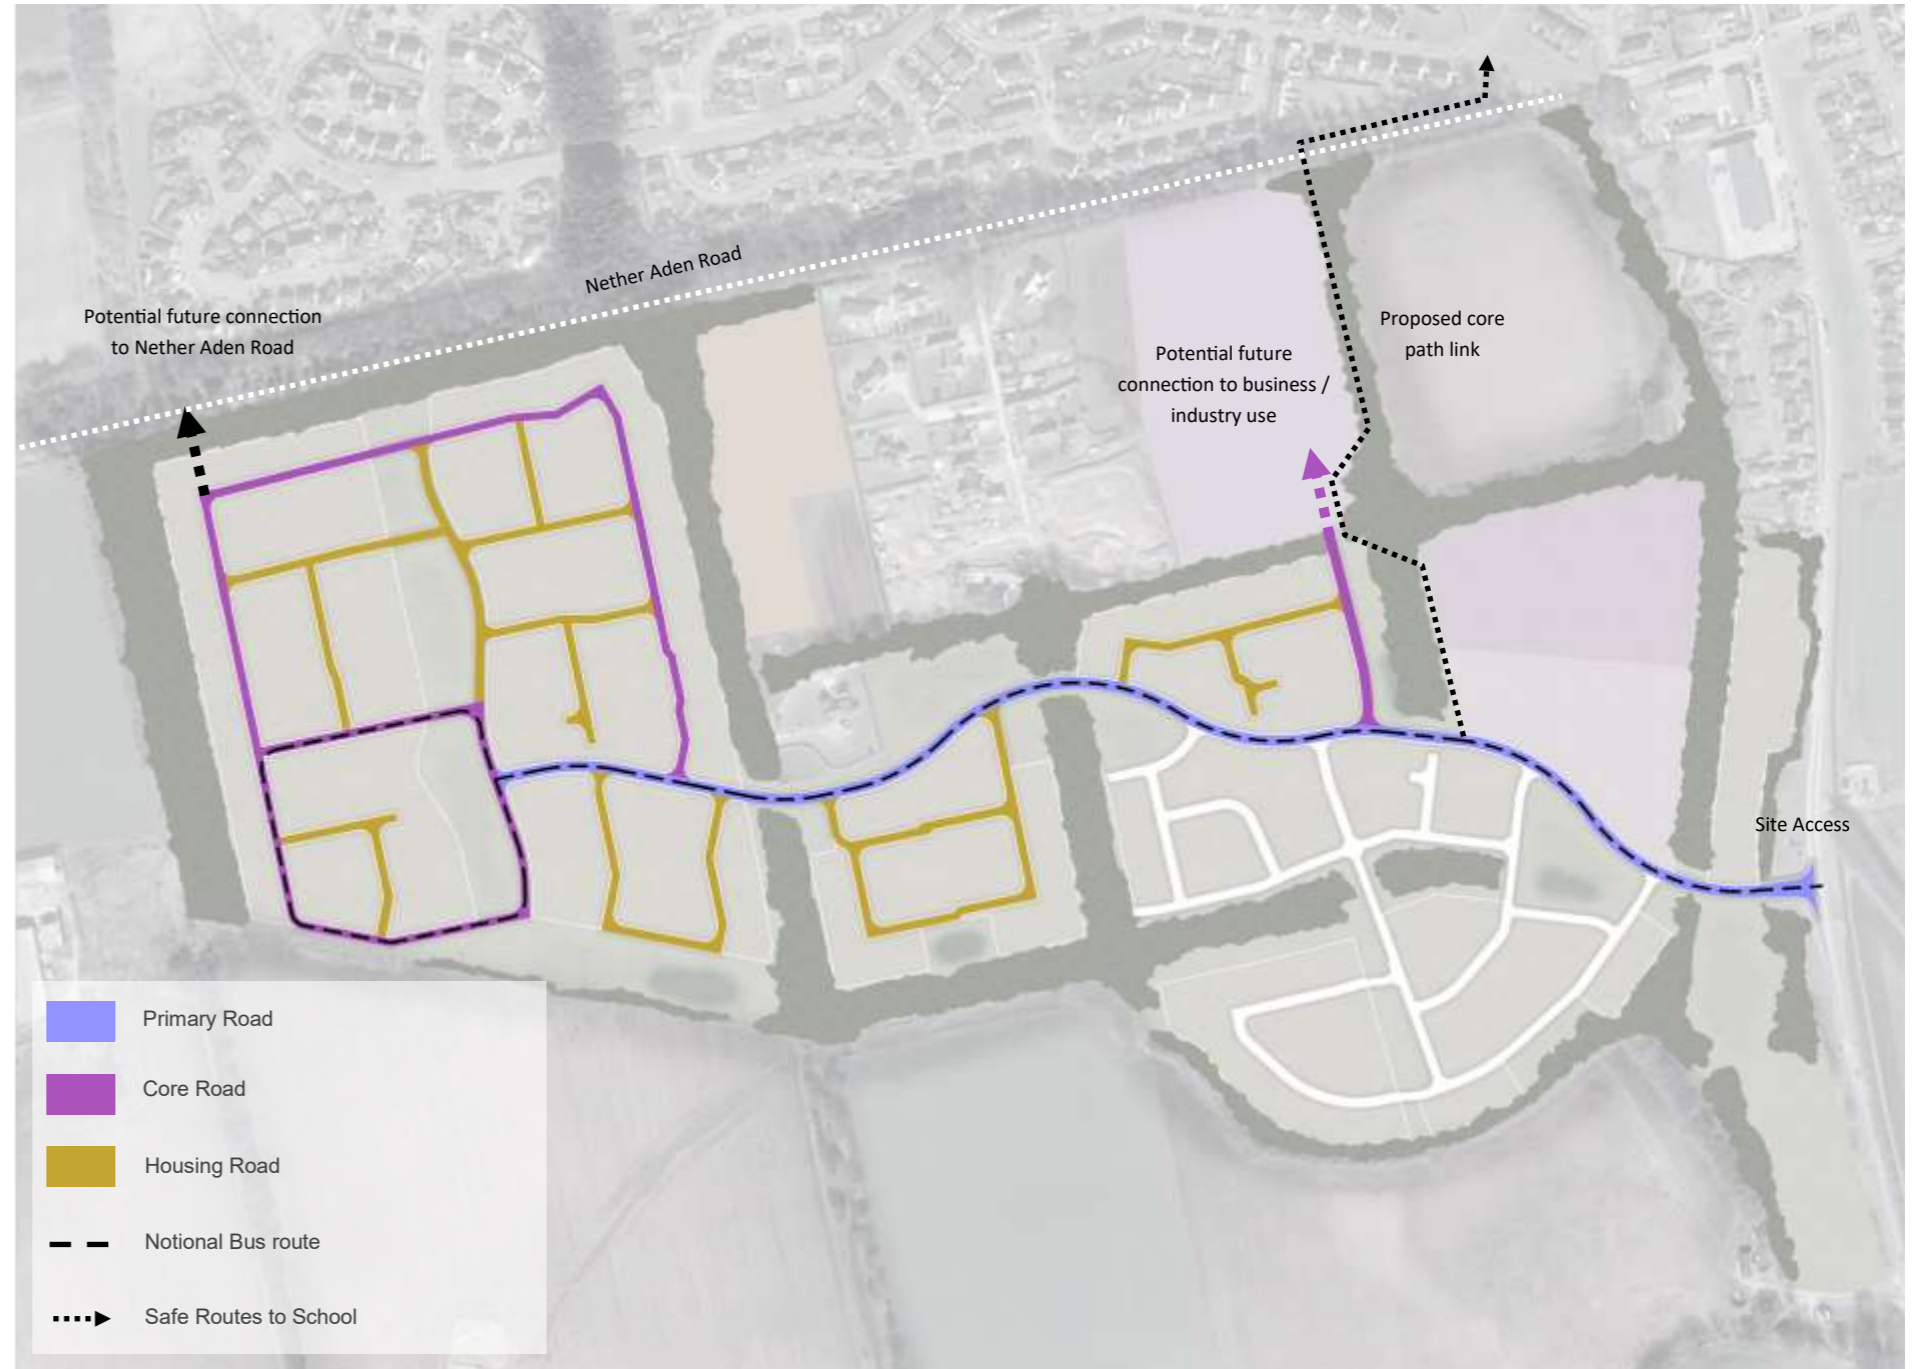 Nether Aden Road
Potential future connection
to Nether Aden Road
Proposed core
path link
Potential future
connection to business /
industry use
Site Access
Primary Road
Core Road
Housing Road
Notional Bus route
Safe Routes to School